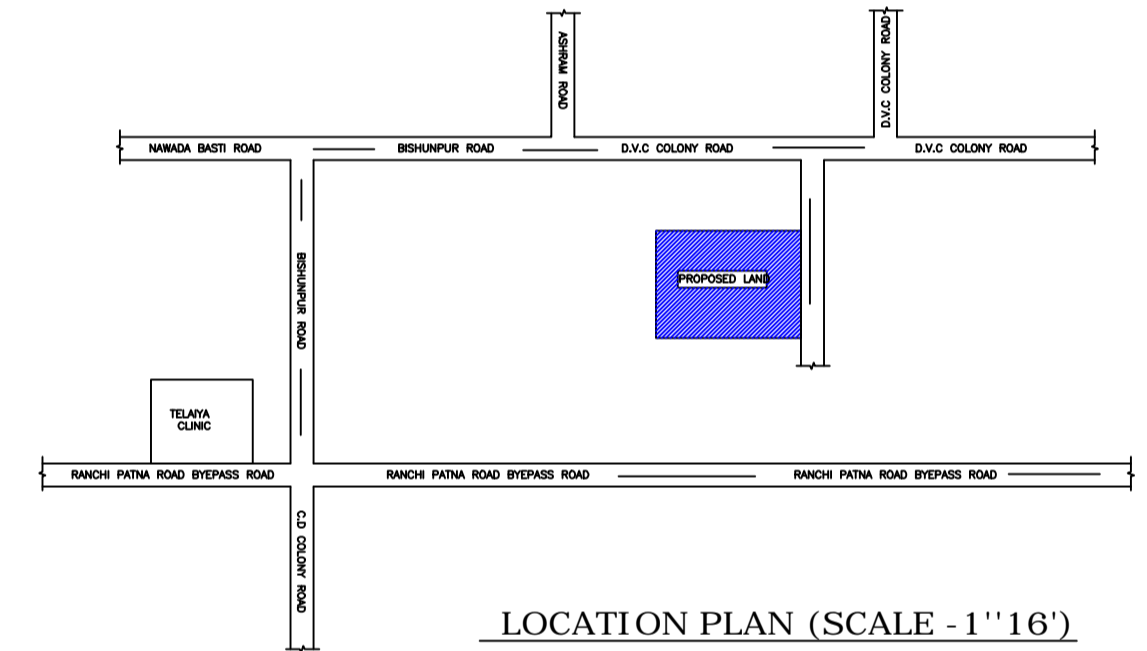 ASHRAM ROAD
D.V.C COLONY ROAD
NAWADA BASTI ROAD
BISHUNPUR ROAD
D.V.C COLONY ROAD
D.V.C COLONY ROAD
BISHUNPUR ROAD
PROPOSED LAND
TELAIYA
CLINIC
RANCHI PATNA ROAD BYEPASS ROAD
RANCHI PATNA ROAD BYEPASS ROAD
RANCHI PATNA ROAD BYEPASS ROAD
C.D COLONY ROAD
LOCATION PLAN (SCALE - 1''16')